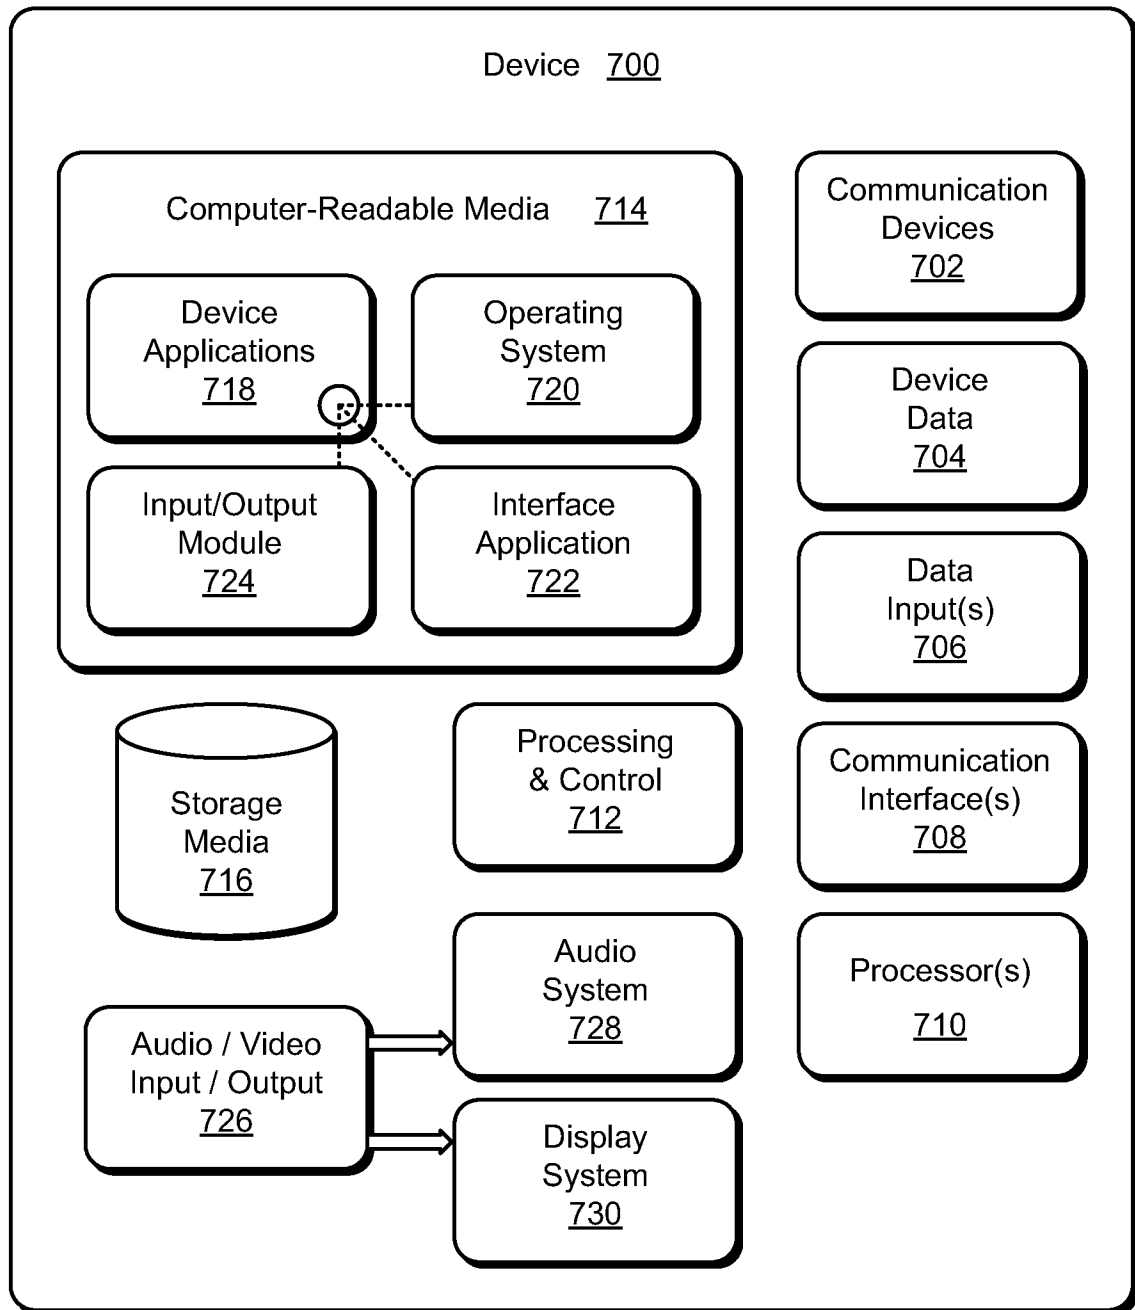 Device 700
Computer-Readable Media 714
Device
Applications
718
Operating
System
720
Input/Output
Module
724
Interface
Application
722
Communication
Devices
702
Device
Data
704
Data
Input(s)
706
Communication
Interface(s)
708
Processor(s)
710
Storage
Media
716
Processing
& Control
712
Audio / Video
Input / Output
726
Audio
System
728
Display
System
730